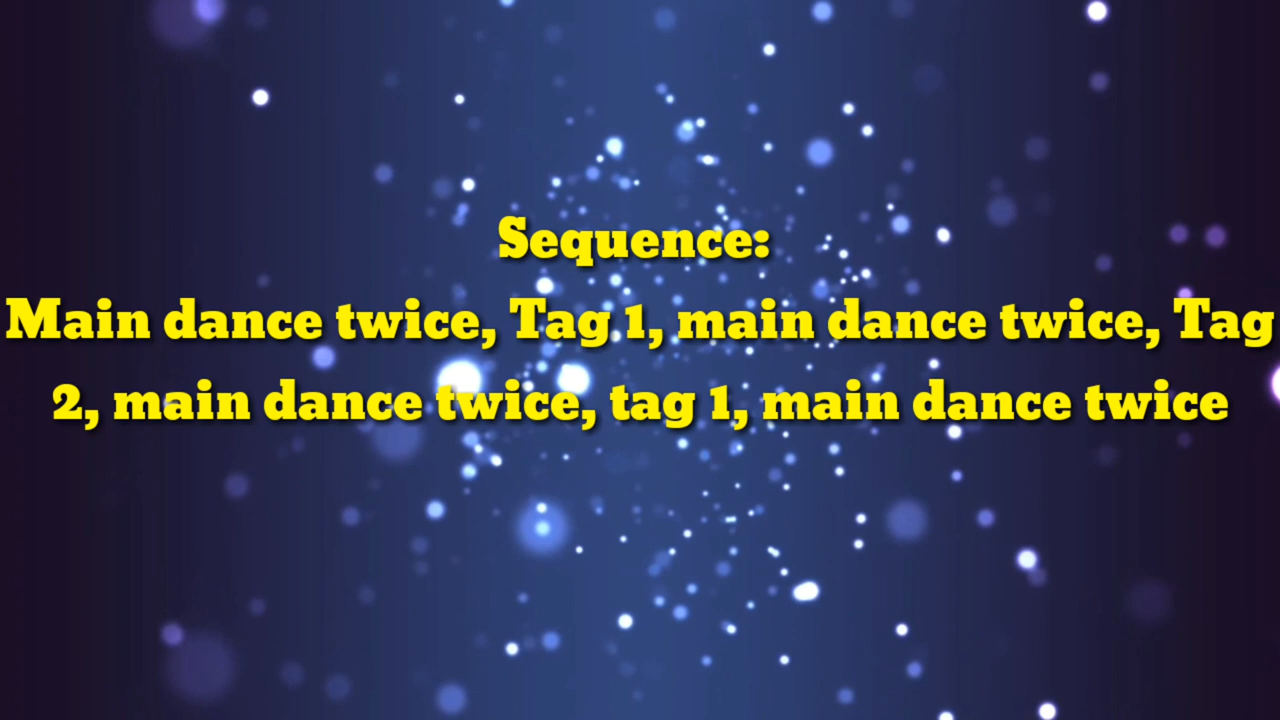 Sequence:
Main dance twice, Tag 1, main dance twice, Tag
2, main dance twice, tag 1, main dance twice